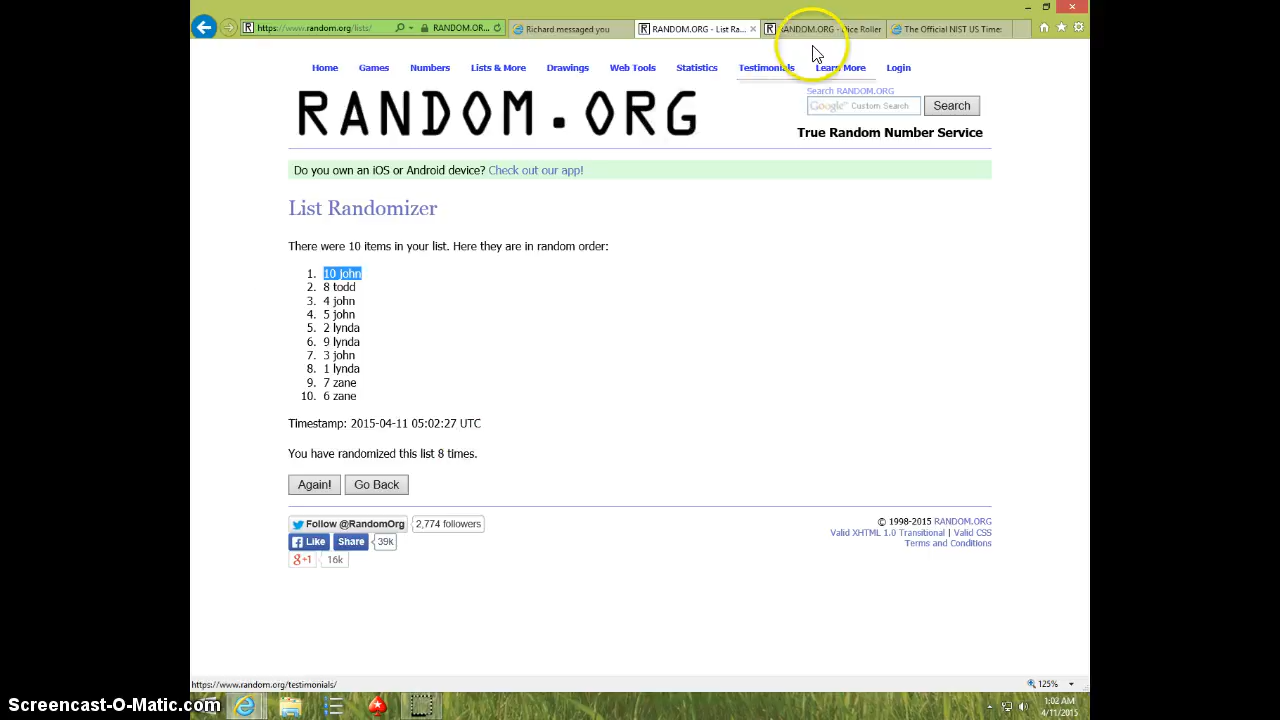 https://www.random.org/lists/
RANDOM.OR...
Richard messaged you
RANDOM.ORG - List Ra...
RANDOM.ORG - Dice Roller
The Official NIST US Time:
Home Games Numbers Lists & More Drawings Web Tools Statistics Testimonials Learn More Login
Search RANDOM.ORG
Google™ Custom Search
Search
RANDOM.ORG
True Random Number Service
Do you own an iOS or Android device? Check out our app!
List Randomizer
There were 10 items in your list. Here they are in random order:
1. 10 john
2. 8 todd
3. 4 john
4. 5 john
5. 2 lynda
6. 9 lynda
7. 3 john
8. 1 lynda
9. 7 zane
10. 6 zane
Timestamp: 2015-04-11 05:02:27 UTC
You have randomized this list 8 times.
Again! Go Back
Follow @RandomOrg 2,774 followers
Like Share 39k
g+1 16k
© 1998-2015 RANDOM.ORG
Valid XHTML 1.0 Transitional | Valid CSS
Terms and Conditions
https://www.random.org/testimonials/
125%
1:02 AM
4/11/2015
Screencast-O-Matic.com